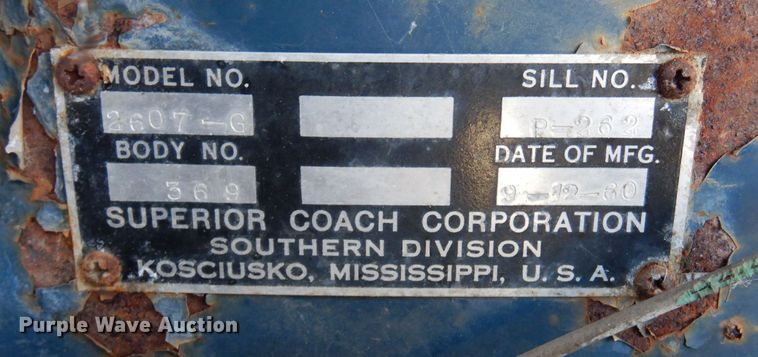 MODEL NO. SILL NO.
2607-G P-262
BODY NO. DATE OF MFG.
369 9-12-60
SUPERIOR COACH CORPORATION
SOUTHERN DIVISION
KOSCIUSKO, MISSISSIPPI, U.S.A.
Purple Wave Auction